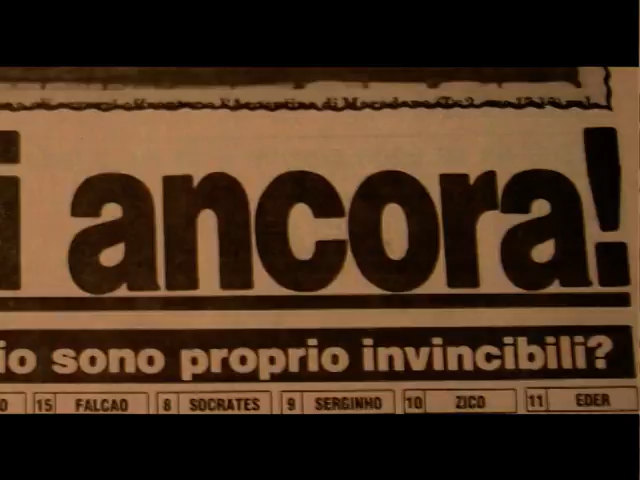 i ancora!
io sono proprio invincibili?
O 15 FALCAO 8 SOCRATES 9 SERGINHO 10 ZICO 11 EDER